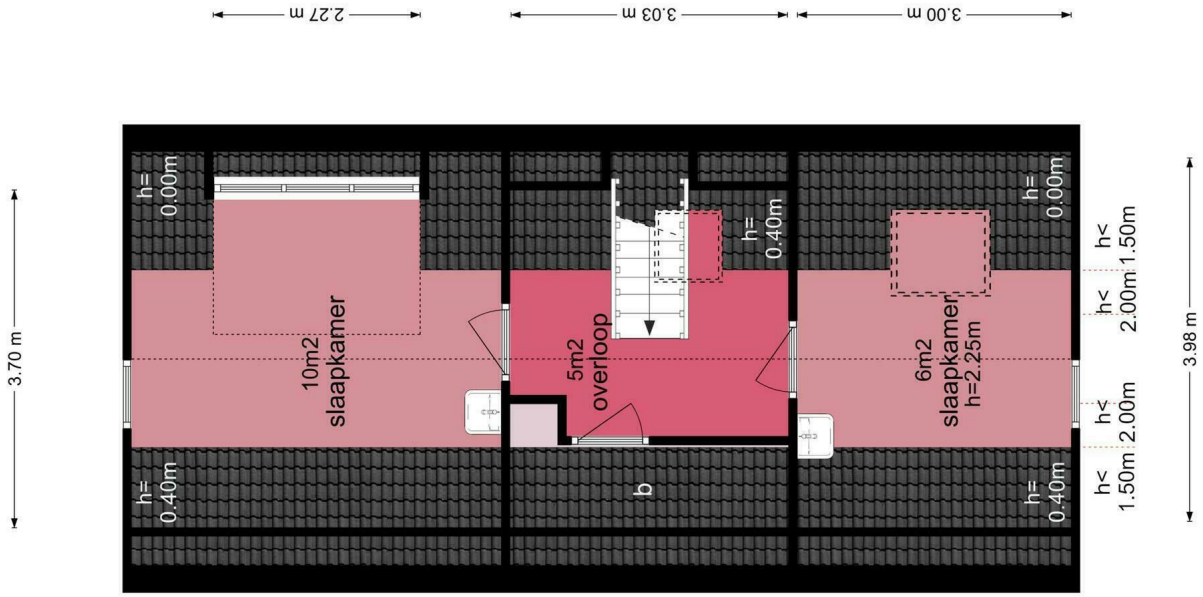 2.27 m
3.03 m
3.00 m
3.70 m
h=
0.00m
10m2
slaapkamer
h=
0.40m
5m2
overloop
h=
0.40m
b
h=
0.00m
6m2
slaapkamer
h=2.25m
h=
0.40m
h<
1.50m
h<
2.00m
h<
2.00m
h<
1.50m
3.98 m